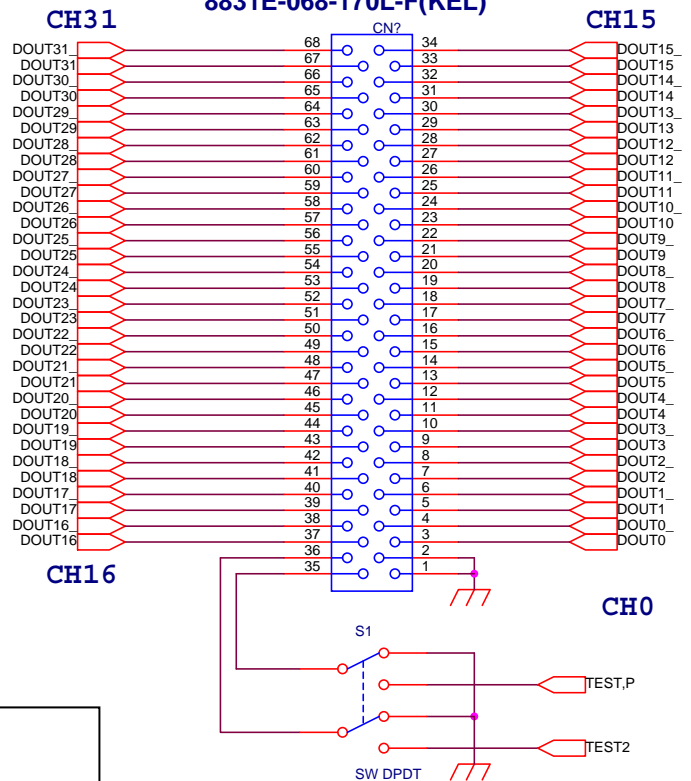 8831E-068-170L-F(KEL)
CH31 CH15
CN?
DOUT31_ 68 34 DOUT15_
DOUT31 67 33 DOUT15
DOUT30_ 66 32 DOUT14_
DOUT30 65 31 DOUT14
DOUT29_ 64 30 DOUT13_
DOUT29 63 29 DOUT13
DOUT28_ 62 28 DOUT12_
DOUT28 61 27 DOUT12
DOUT27_ 60 26 DOUT11_
DOUT27 59 25 DOUT11
DOUT26_ 58 24 DOUT10_
DOUT26 57 23 DOUT10
DOUT25_ 56 22 DOUT9_
DOUT25 55 21 DOUT9
DOUT24_ 54 20 DOUT8_
DOUT24 53 19 DOUT8
DOUT23_ 52 18 DOUT7_
DOUT23 51 17 DOUT7
DOUT22_ 50 16 DOUT6_
DOUT22 49 15 DOUT6
DOUT21_ 48 14 DOUT5_
DOUT21 47 13 DOUT5
DOUT20_ 46 12 DOUT4_
DOUT20 45 11 DOUT4
DOUT19_ 44 10 DOUT3_
DOUT19 43 9 DOUT3
DOUT18_ 42 8 DOUT2_
DOUT18 41 7 DOUT2
DOUT17_ 40 6 DOUT1_
DOUT17 39 5 DOUT1
DOUT16_ 38 4 DOUT0_
DOUT16 37 3 DOUT0
36 2
35 1
CH16
CH0
S1
TEST,P
TEST2
SW DPDT